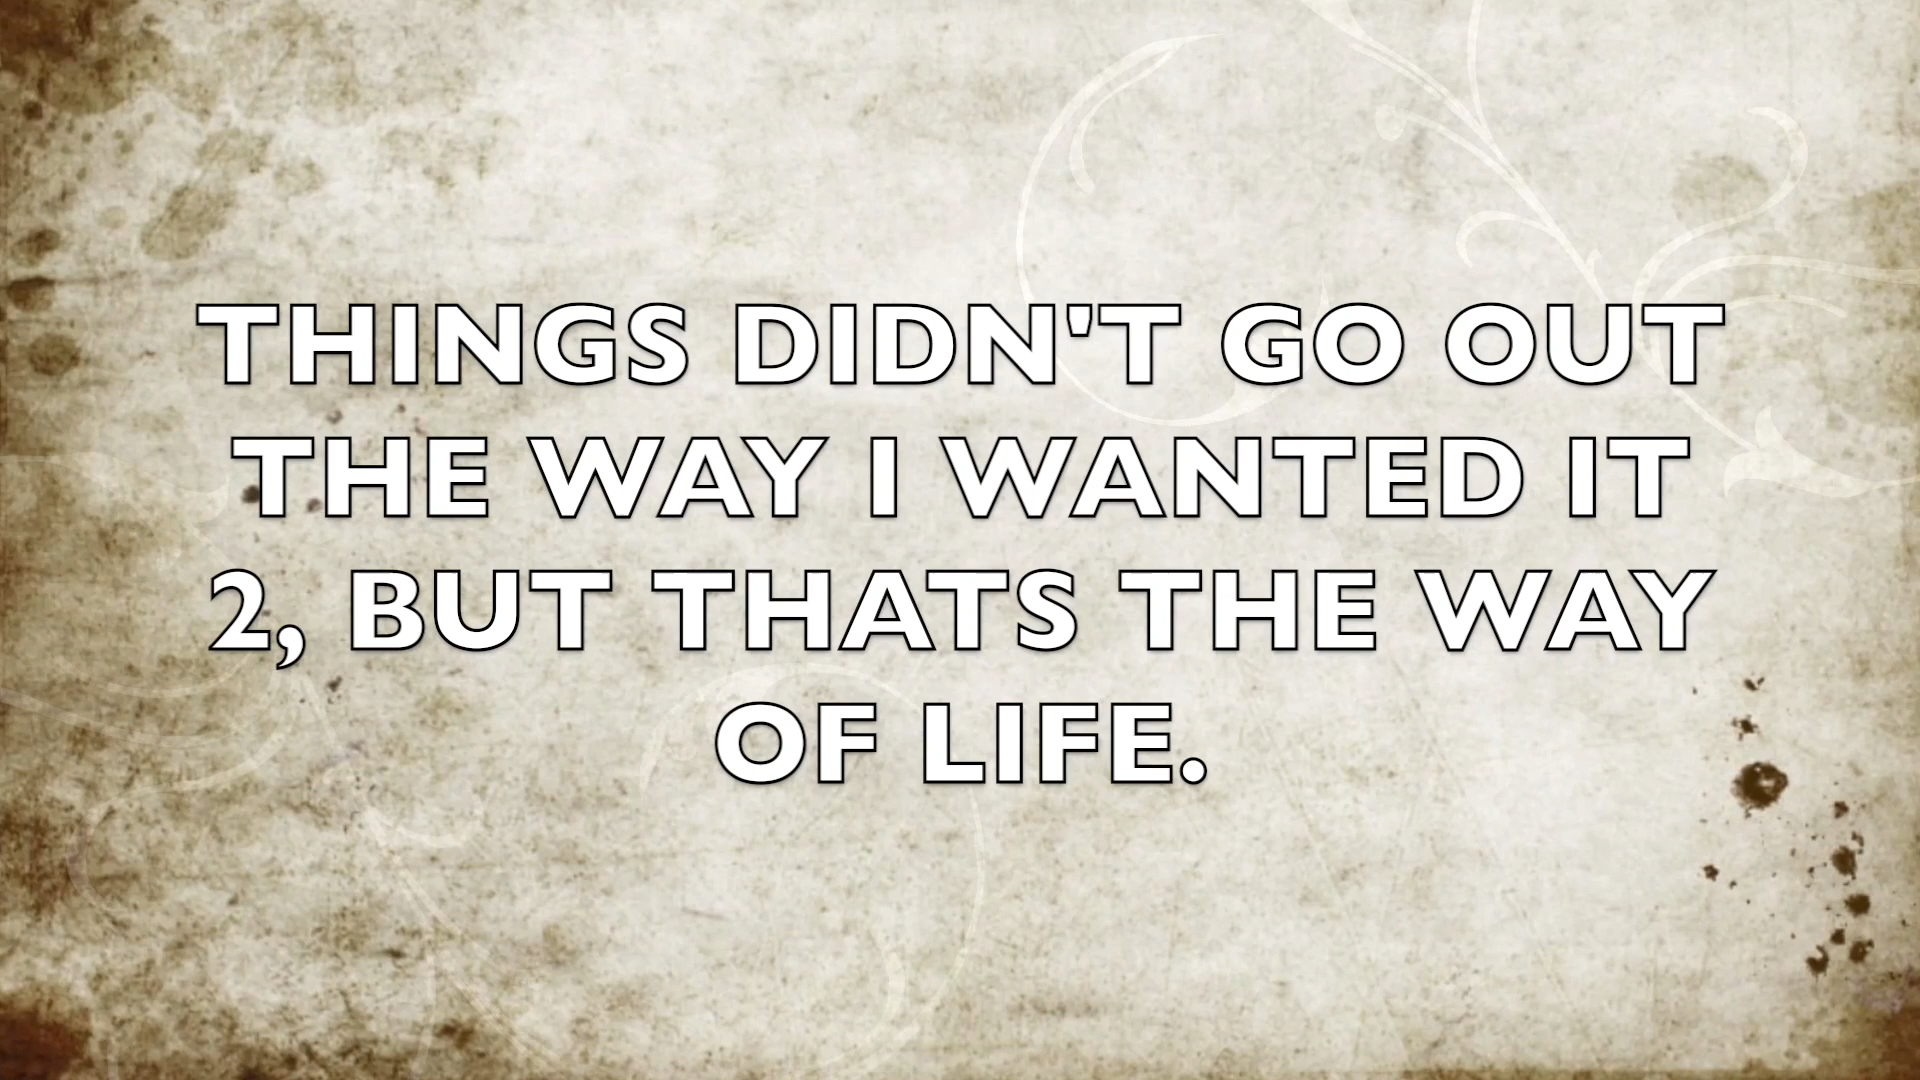 THINGS DIDN'T GO OUT
THE WAY I WANTED IT
2, BUT THATS THE WAY
OF LIFE.